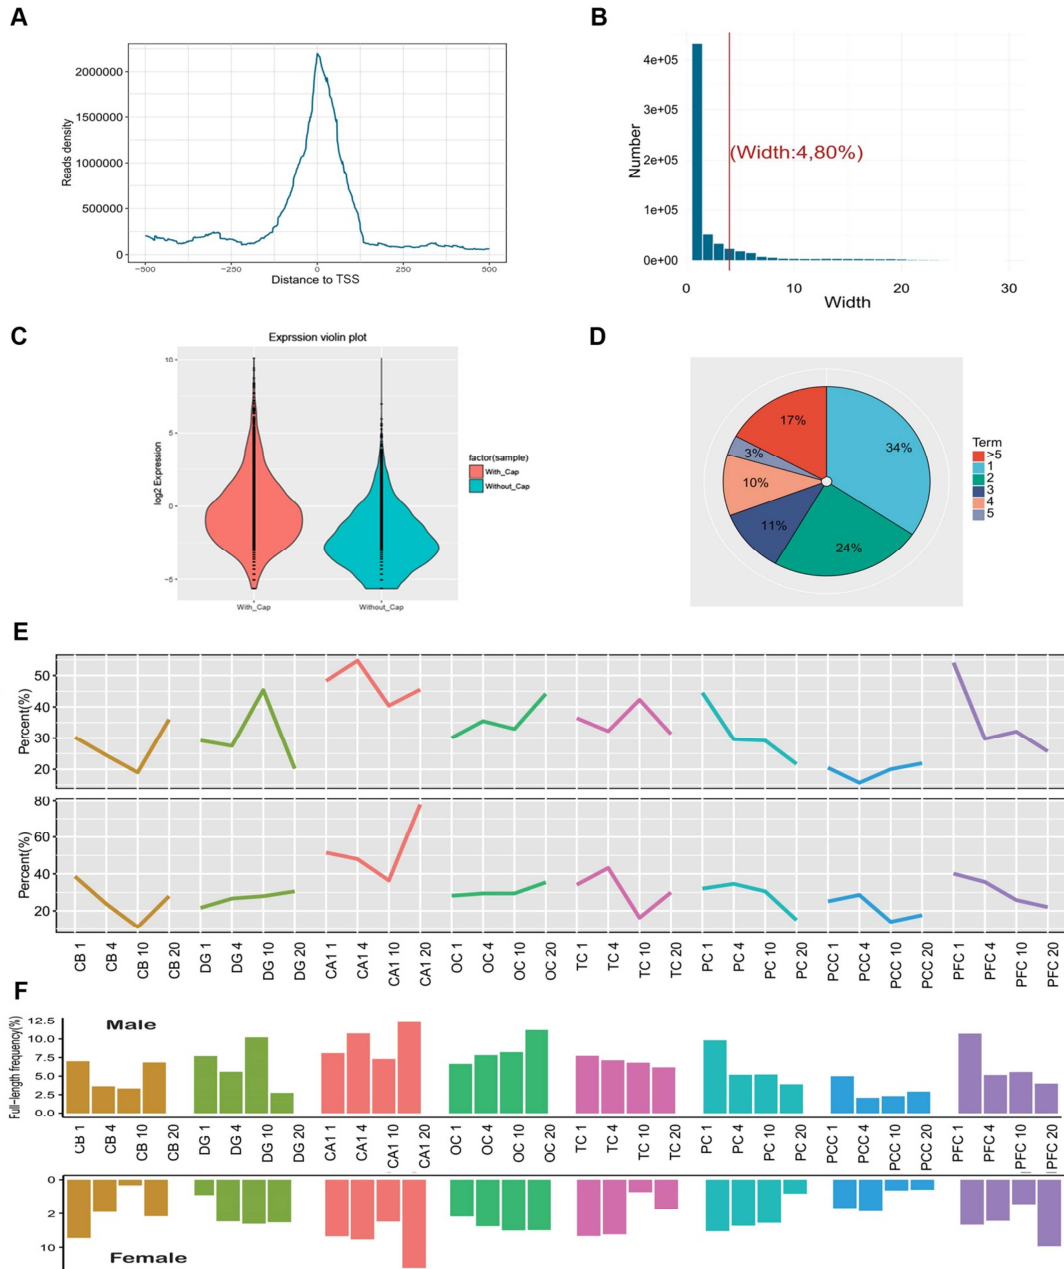 A
2000000
1500000
1000000
500000
0
Reads density
−500 −250 0 250 500
Distance to TSS
B
4e+05
3e+05
2e+05
1e+05
0e+00
Number
(Width:4,80%)
0 10 20 30
Width
C
Exprssion violin plot
10
5
0
−5
log2 Expression
With_Cap Without_Cap
factor(sample)
With_Cap
Without_Cap
D
17%
34%
3%
10%
11%
24%
Term
>5
1
2
3
4
5
E
50
40
30
20
Percent(%)
80
60
40
20
Percent(%)
CB 1 CB 4 CB 10 CB 20 DG 1 DG 4 DG 10 DG 20 CA1 1 CA1 4 CA1 10 CA1 20 OC 1 OC 4 OC 10 OC 20 TC 1 TC 4 TC 10 TC 20 PC 1 PC 4 PC 10 PC 20 PCC 1 PCC 4 PCC 10 PCC 20 PFC 1 PFC 4 PFC 10 PFC 20
F
Male
12.5
10.0
7.5
5.0
2.5
0.0
Full-length frequency(%)
CB 1 CB 4 CB 10 CB 20 DG 1 DG 4 DG 10 DG 20 CA1 1 CA1 4 CA1 10 CA1 20 OC 1 OC 4 OC 10 OC 20 TC 1 TC 4 TC 10 TC 20 PC 1 PC 4 PC 10 PC 20 PCC 1 PCC 4 PCC 10 PCC 20 PFC 1 PFC 4 PFC 10 PFC 20
0
2
10
Female